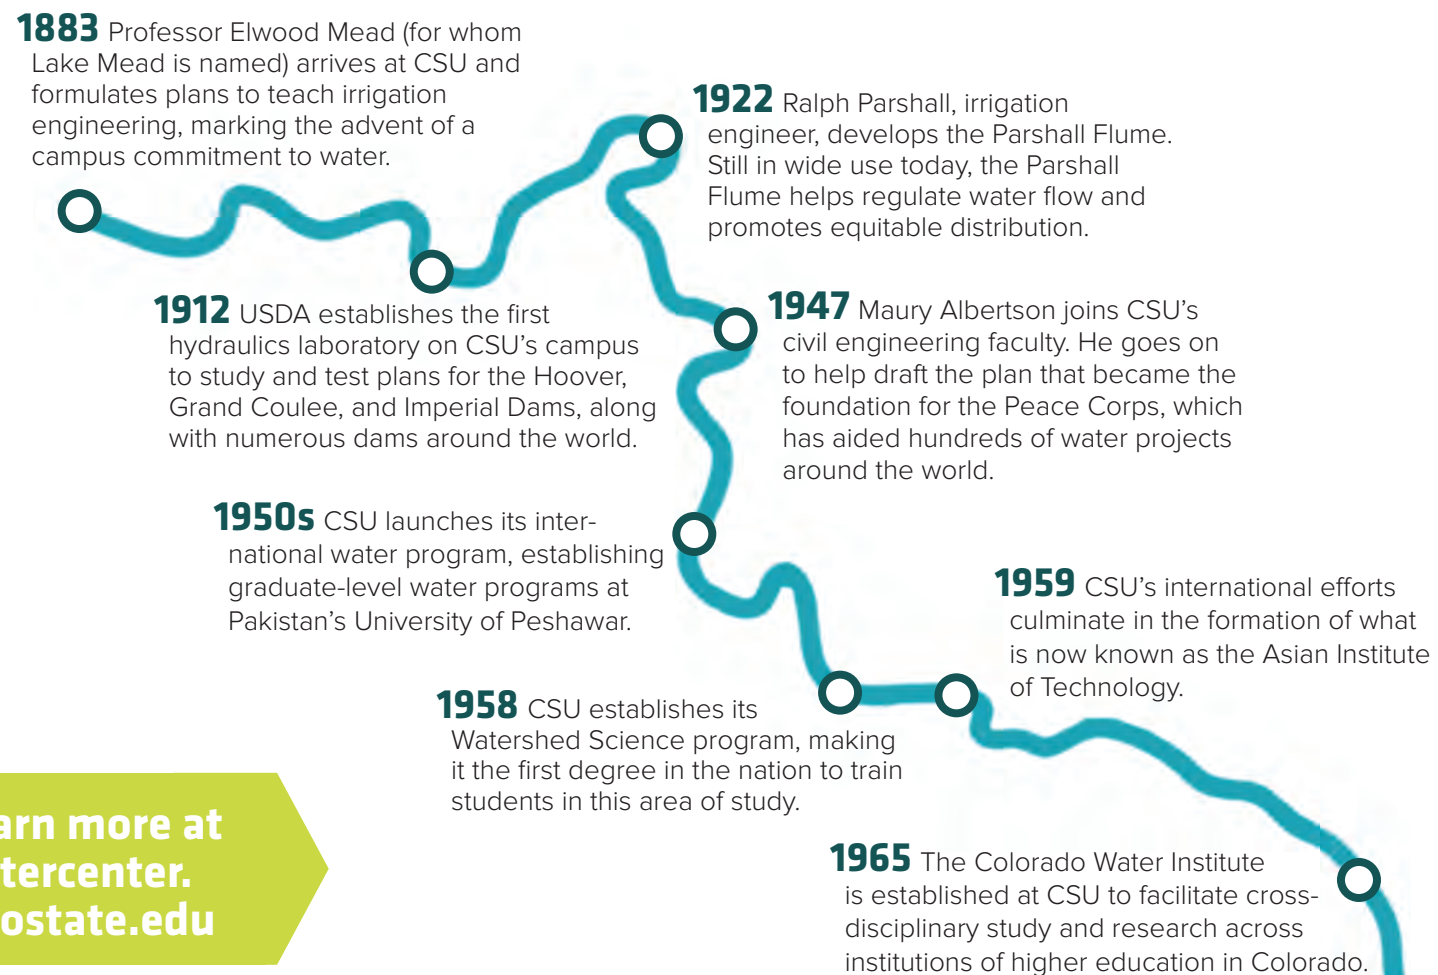 1883 Professor Elwood Mead (for whom
Lake Mead is named) arrives at CSU and
formulates plans to teach irrigation
engineering, marking the advent of a
campus commitment to water.
1912 USDA establishes the first
hydraulics laboratory on CSU’s campus
to study and test plans for the Hoover,
Grand Coulee, and Imperial Dams, along
with numerous dams around the world.
1922 Ralph Parshall, irrigation
engineer, develops the Parshall Flume.
Still in wide use today, the Parshall
Flume helps regulate water flow and
promotes equitable distribution.
1947 Maury Albertson joins CSU’s
civil engineering faculty. He goes on
to help draft the plan that became the
foundation for the Peace Corps, which
has aided hundreds of water projects
around the world.
1950s CSU launches its inter-
national water program, establishing
graduate-level water programs at
Pakistan’s University of Peshawar.
1958 CSU establishes its
Watershed Science program, making
it the first degree in the nation to train
students in this area of study.
1959 CSU’s international efforts
culminate in the formation of what
is now known as the Asian Institute
of Technology.
1965 The Colorado Water Institute
is established at CSU to facilitate cross-
disciplinary study and research across
institutions of higher education in Colorado.
arn more at
tercenter.
ostate.edu